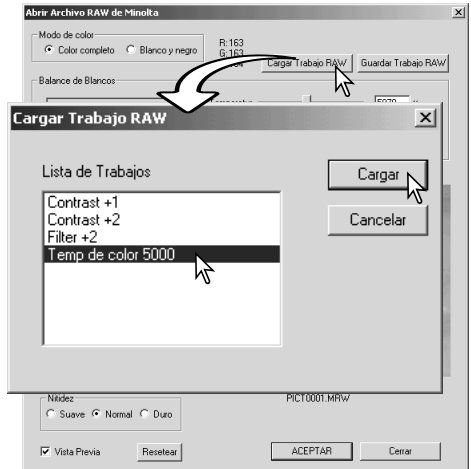 Abrir Archivo RAW de Minolta
Modo de color
Color completo Blanco y negro
R:163
G:163
Cargar Trabajo RAW Guardar Trabajo RAW
Balance de Blancos
Cargar Trabajo RAW
Lista de Trabajos
Cargar
Contrast +1
Contrast +2
Cancelar
Filter +2
Temp de color 5000
Nitidez
PICT0001.MRW
Suave Normal Duro
Vista Previa Resetear ACEPTAR Cerrar